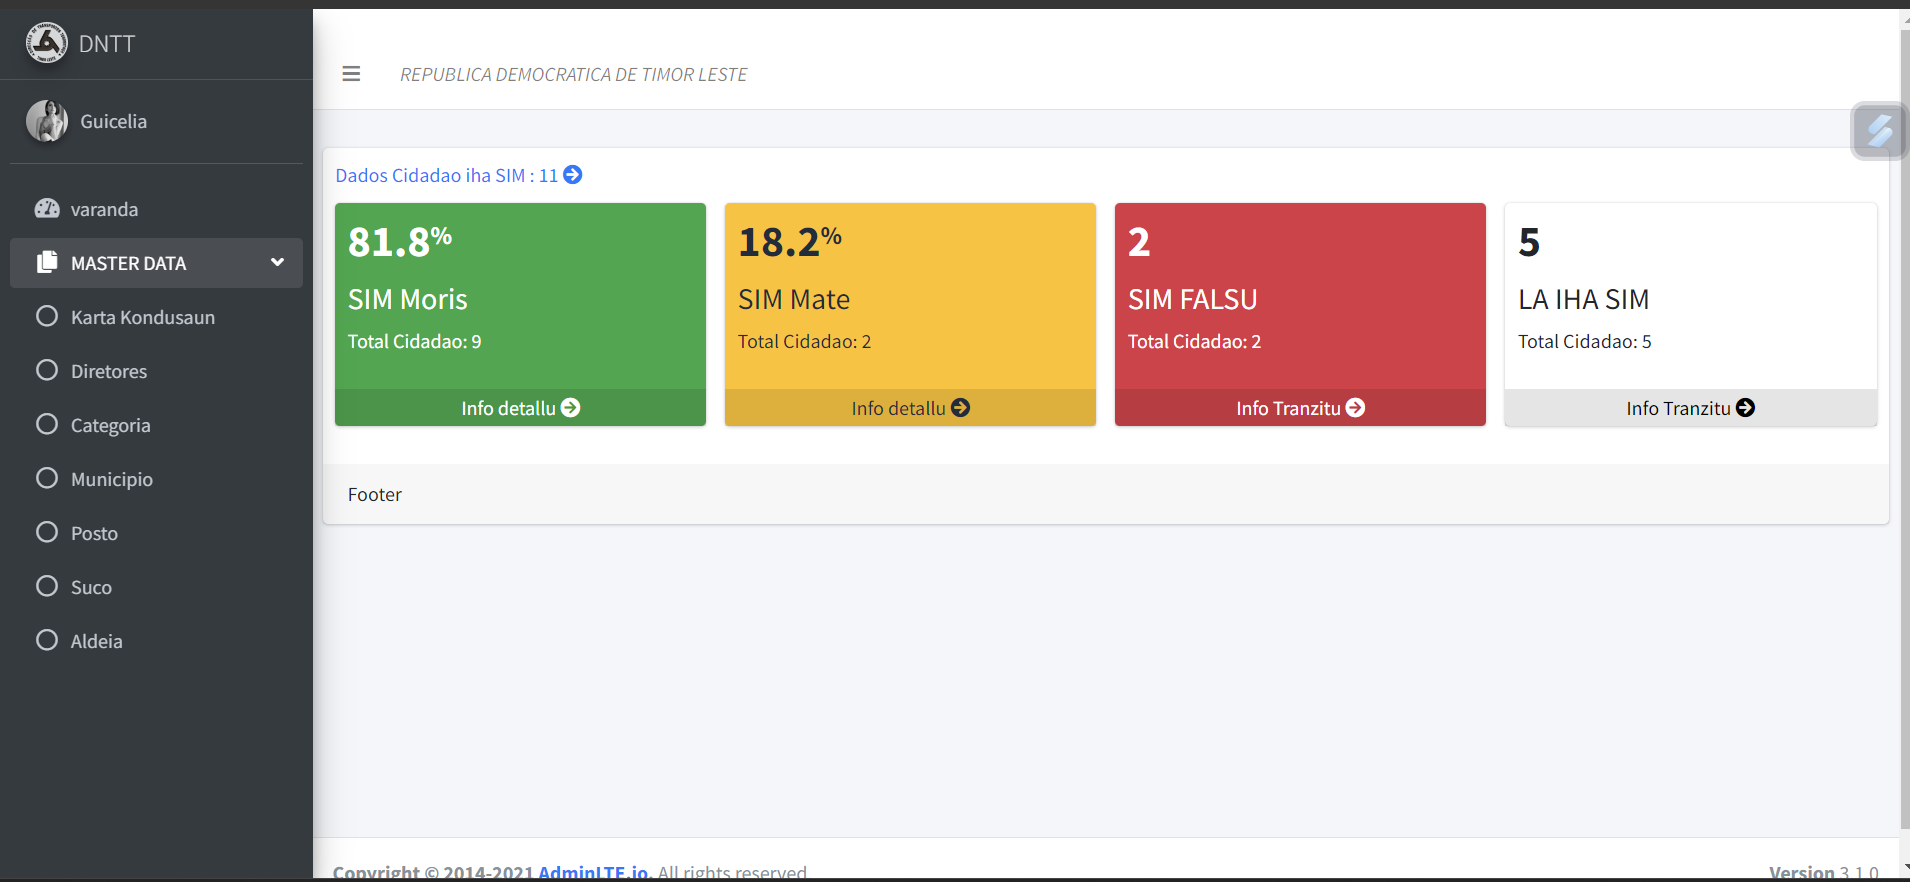 DNTT
Guicelia
varanda
MASTER DATA
Karta Kondusaun
Diretores
Categoria
Municipio
Posto
Suco
Aldeia
REPUBLICA DEMOCRATICA DE TIMOR LESTE
Dados Cidadao iha SIM : 11
81.8%
SIM Moris
Total Cidadao: 9
Info detallu
18.2%
SIM Mate
Total Cidadao: 2
Info detallu
2
SIM FALSU
Total Cidadao: 2
Info Tranzitu
5
LA IHA SIM
Total Cidadao: 5
Info Tranzitu
Footer
Copyright © 2014-2021 AdminLTE.io. All rights reserved
Version 3.1.0